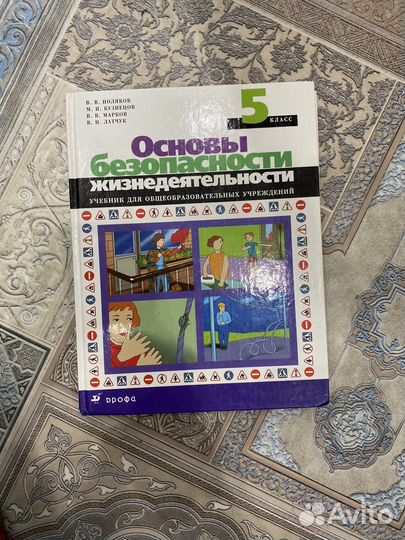 В. В. ПОЛЯКОВ
М. И. КУЗНЕЦОВ
В. В. МАРКОВ
В. Н. ЛАТЧУК
5
КЛАСС
Основы
безопасности
жизнедеятельности
УЧЕБНИК ДЛЯ ОБЩЕОБРАЗОВАТЕЛЬНЫХ УЧРЕЖДЕНИЙ
дрофа
Avito